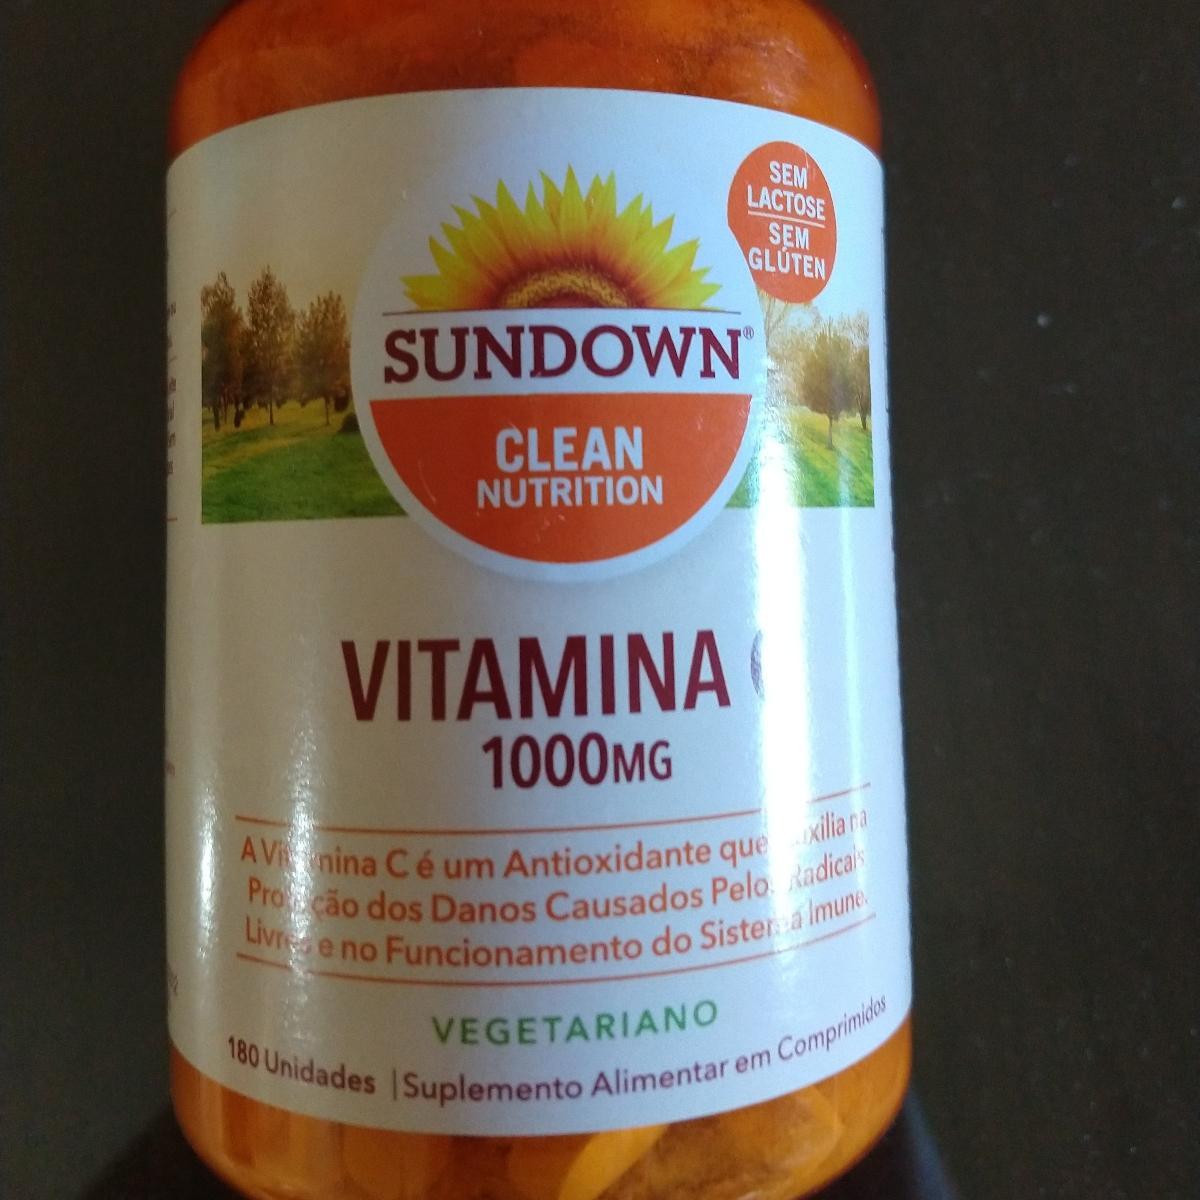 SEM
LACTOSE
SEM
GLÚTEN
SUNDOWN®
CLEAN
NUTRITION
VITAMINA
1000MG
A Vitamina C é um Antioxidante que Auxilia na
Proteção dos Danos Causados Pelos Radicais
Livres e no Funcionamento do Sistema Imune.
VEGETARIANO
180 Unidades | Suplemento Alimentar em Comprimidos